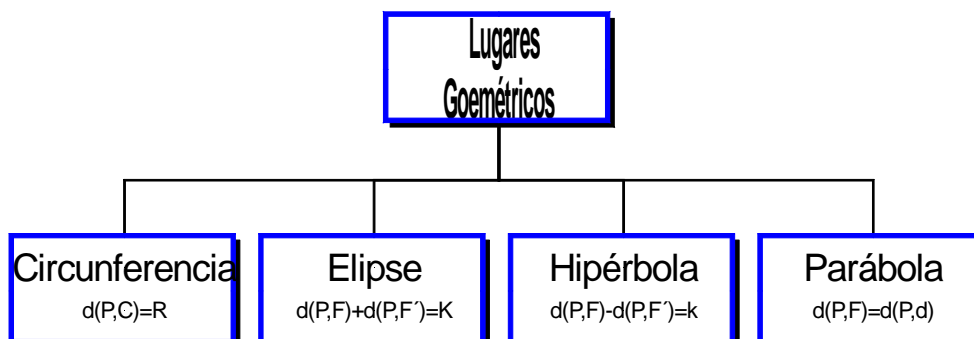 Lugares
Goemétricos
Circunferencia
d(P,C)=R
Elipse
d(P,F)+d(P,F´)=K
Hipérbola
d(P,F)-d(P,F´)=k
Parábola
d(P,F)=d(P,d)